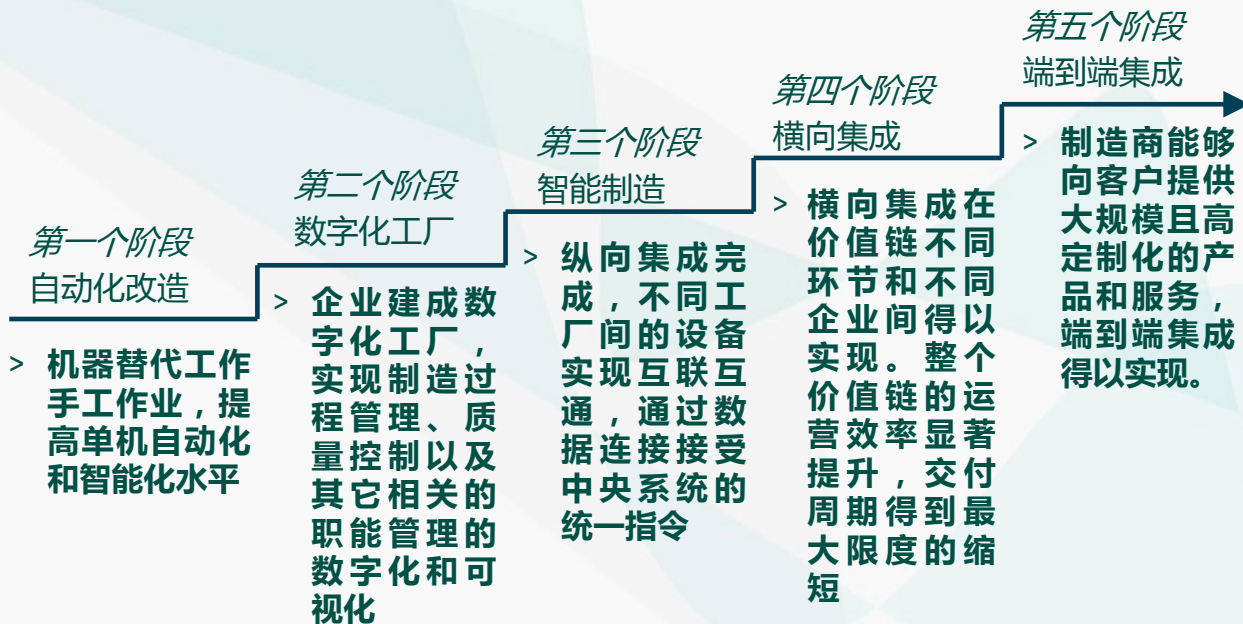 第一个阶段
自动化改造
> 机器替代工作
手工作业，提
高单机自动化
和智能化水平
第二个阶段
数字化工厂
> 企业建成数
字化工厂，
实现制造过
程管理、质
量控制以及
其它相关的
职能管理的
数字化和可
视化
第三个阶段
智能制造
> 纵向集成完
成，不同工
厂间的设备
实现互联互
通，通过数
据连接接受
中央系统的
统一指令
第四个阶段
横向集成
> 横向集成在
价值链不同
环节和不同
企业间得以
实现。整个
价值链的运
营效率显著
提升，交付
周期得到最
大限度的缩
短
第五个阶段
端到端集成
> 制造商能够
向客户提供
大规模且高
定制化的产
品和服务，
端到端集成
得以实现。